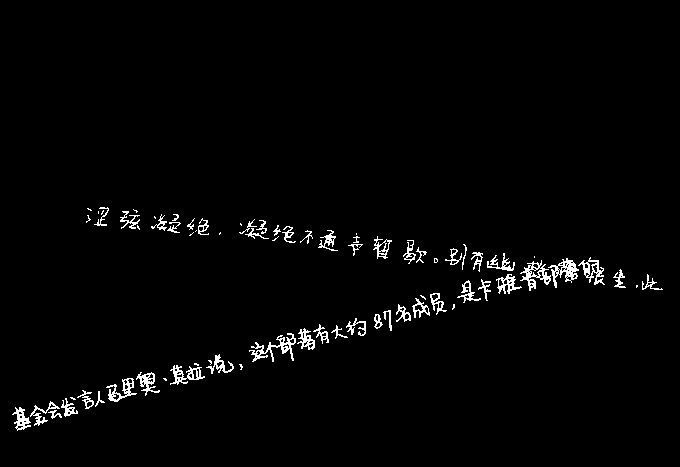 涩弦凝绝，凝绝不通声暂歇。别有幽恨生，此
基金会发言人马里奥·莫拉说，这个部落有大约87名成员，是卡雅普部落的